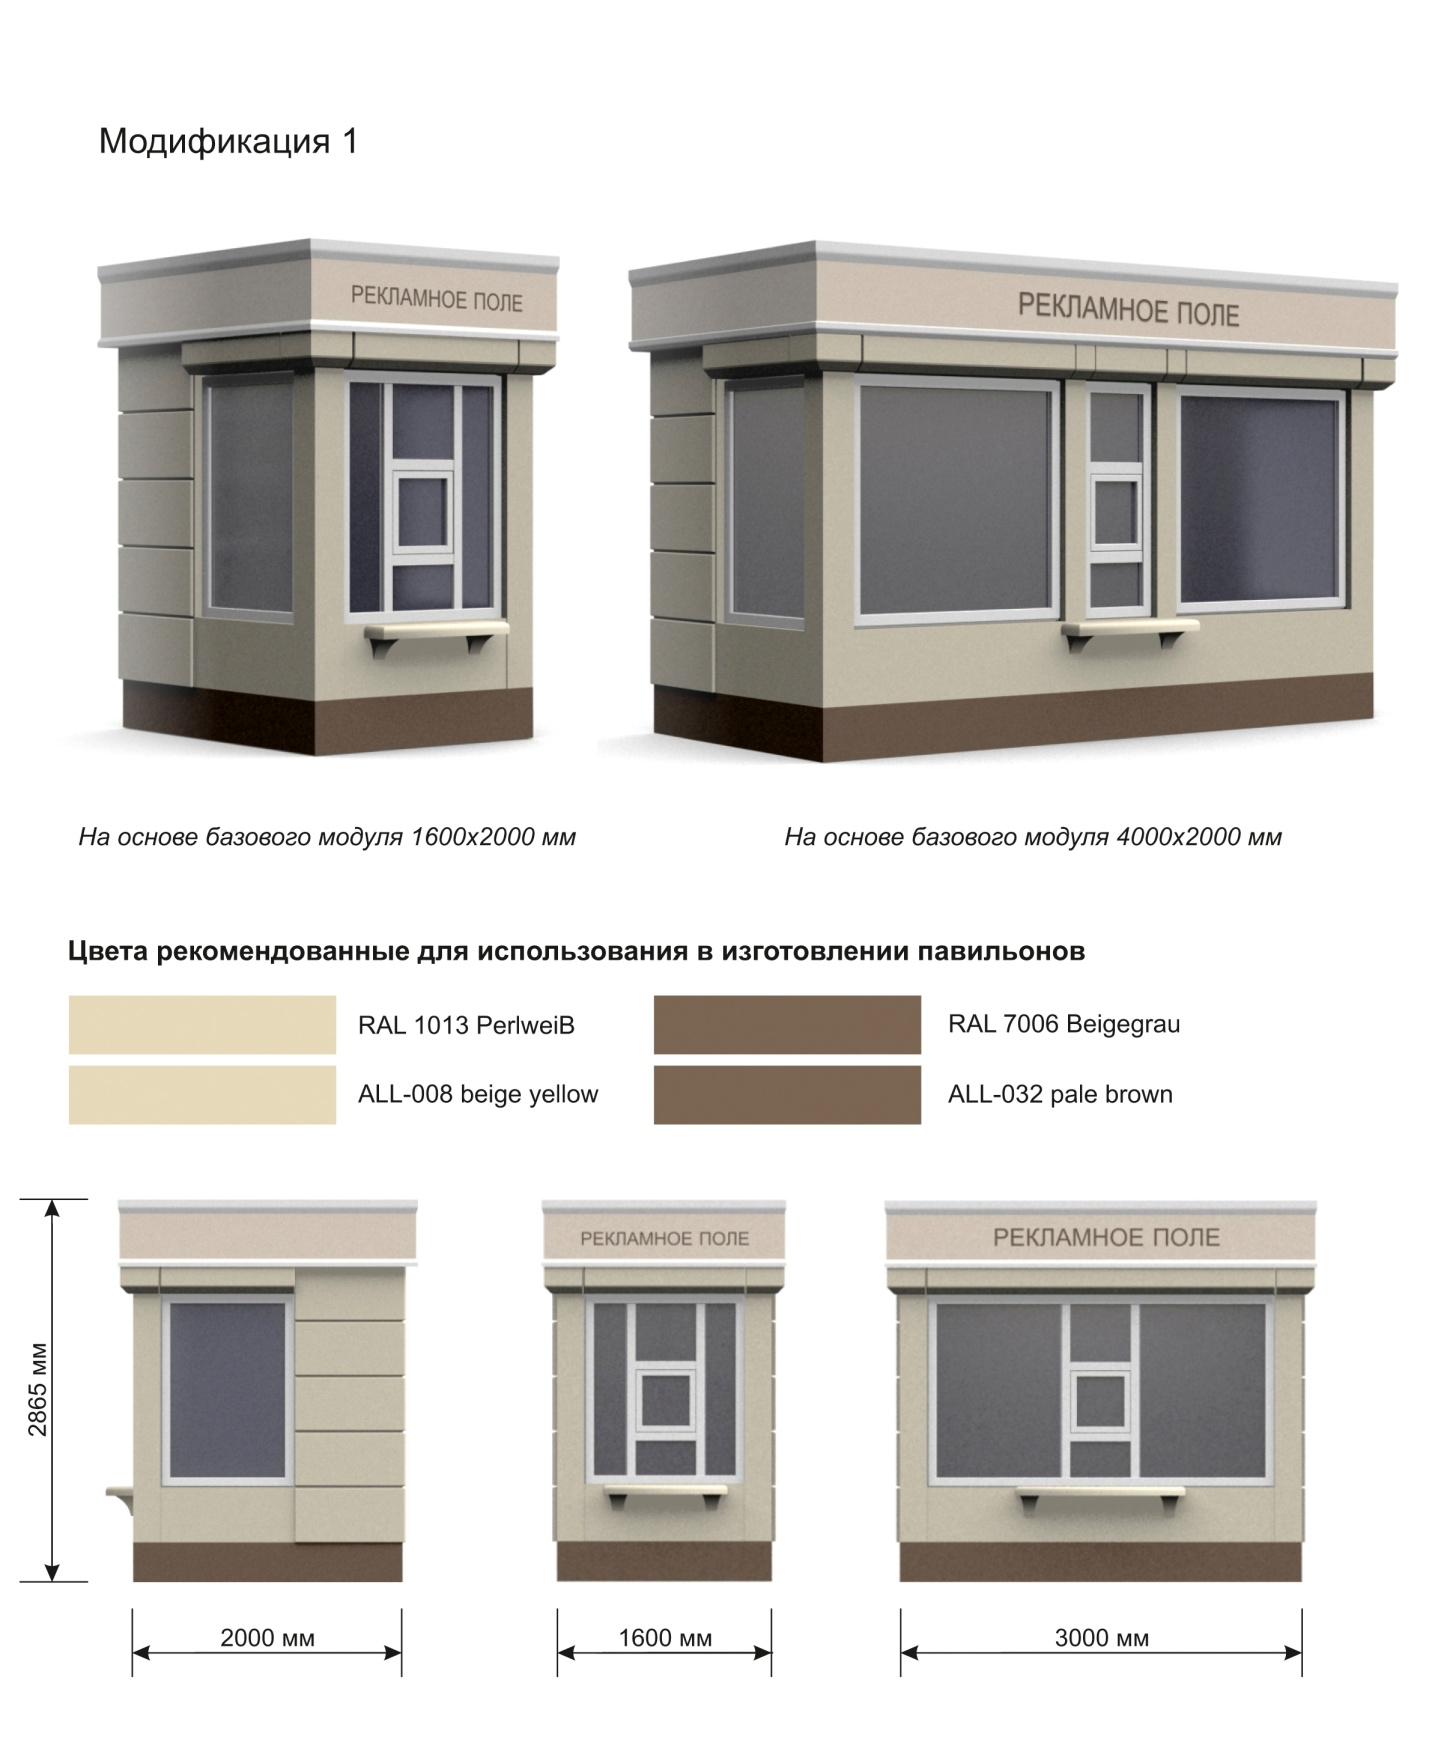 Модификация 1
РЕКЛАМНОЕ ПОЛЕ
РЕКЛАМНОЕ ПОЛЕ
На основе базового модуля 1600х2000 мм
На основе базового модуля 4000х2000 мм
Цвета рекомендованные для использования в изготовлении павильонов
RAL 1013 PerlweiB
RAL 7006 Beigegrau
ALL-008 beige yellow
ALL-032 pale brown
РЕКЛАМНОЕ ПОЛЕ
РЕКЛАМНОЕ ПОЛЕ
2865 мм
2000 мм
1600 мм
3000 мм